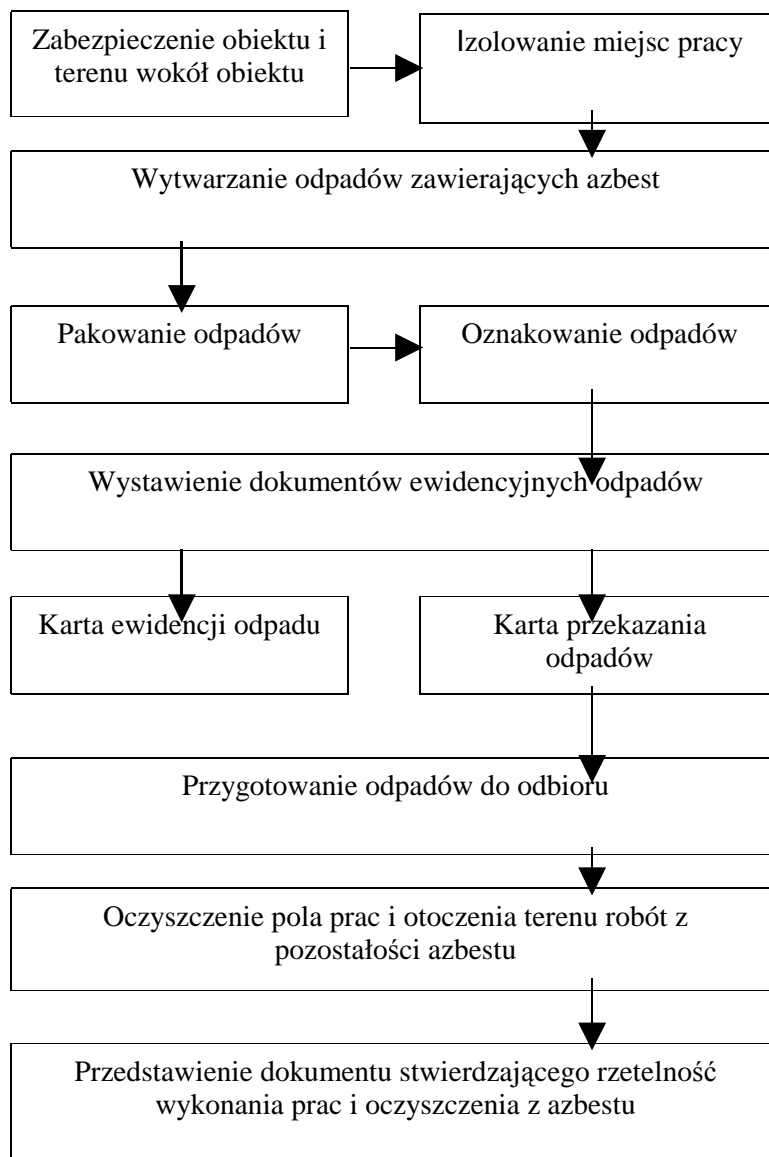 Zabezpieczenie obiektu i
terenu wokół obiektu
Izolowanie miejsc pracy
Wytwarzanie odpadów zawierających azbest
Pakowanie odpadów
Oznakowanie odpadów
Wystawienie dokumentów ewidencyjnych odpadów
Karta ewidencji odpadu
Karta przekazania
odpadów
Przygotowanie odpadów do odbioru
Oczyszczenie pola prac i otoczenia terenu robót z
pozostałości azbestu
Przedstawienie dokumentu stwierdzającego rzetelność
wykonania prac i oczyszczenia z azbestu